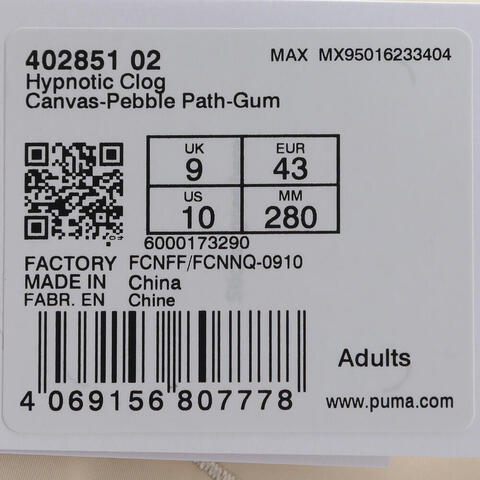 402851 02
MAX MX95016233404
Hypnotic Clog
Canvas-Pebble Path-Gum
UK
9
EUR
43
US
10
MM
280
6000173290
FACTORY FCNFF/FCNNQ-0910
MADE IN China
FABR. EN Chine
Adults
4 069156 807778
www.puma.com